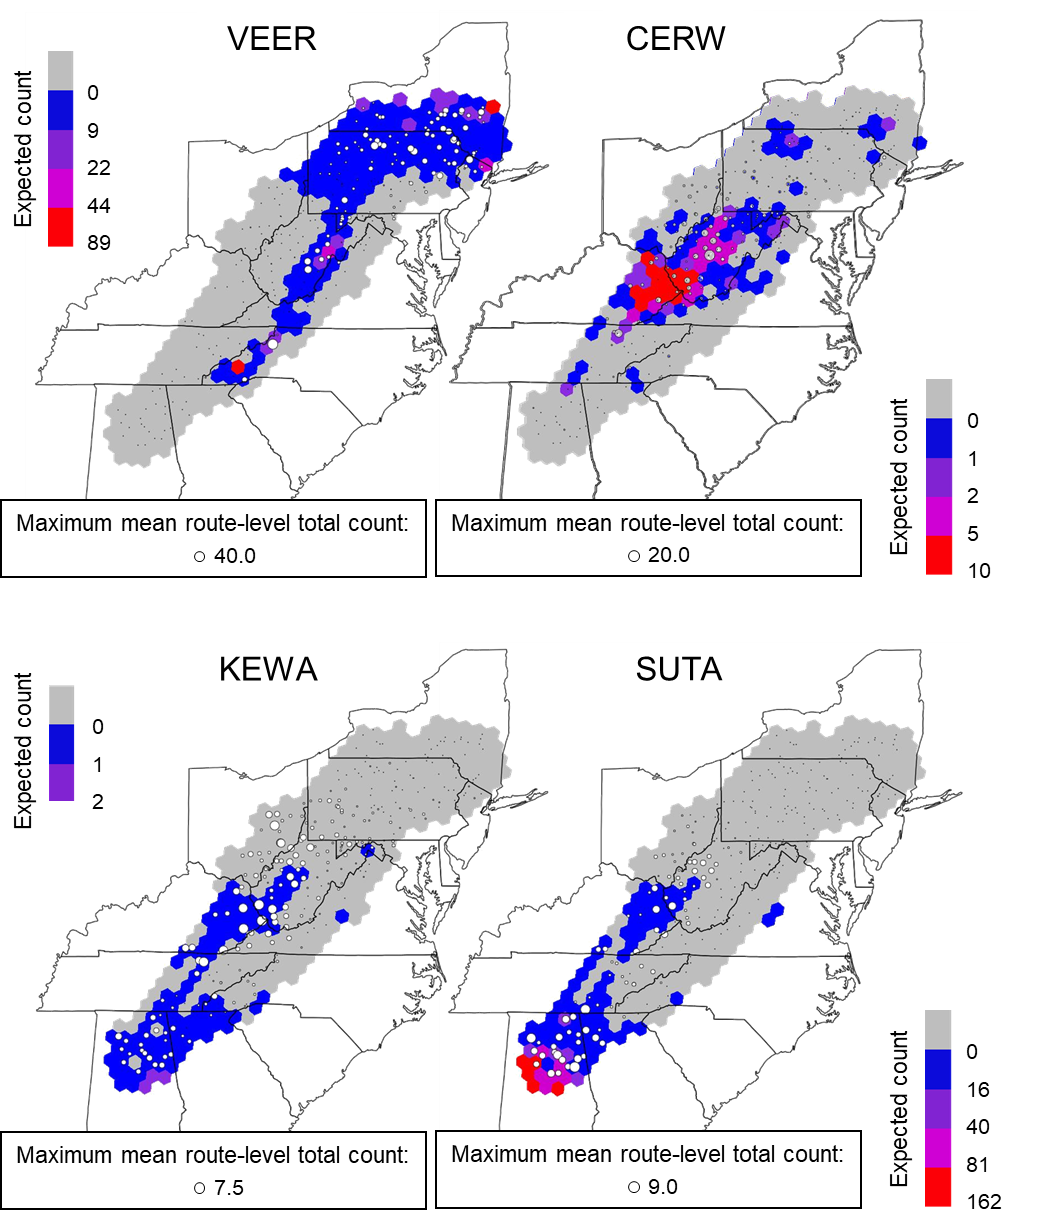 VEER
CERW
Expected count
0
9
22
44
89
Expected count
0
1
2
5
10
Maximum mean route-level total count:
40.0
Maximum mean route-level total count:
20.0
KEWA
SUTA
Expected count
0
1
2
Expected count
0
16
40
81
162
Maximum mean route-level total count:
7.5
Maximum mean route-level total count:
9.0